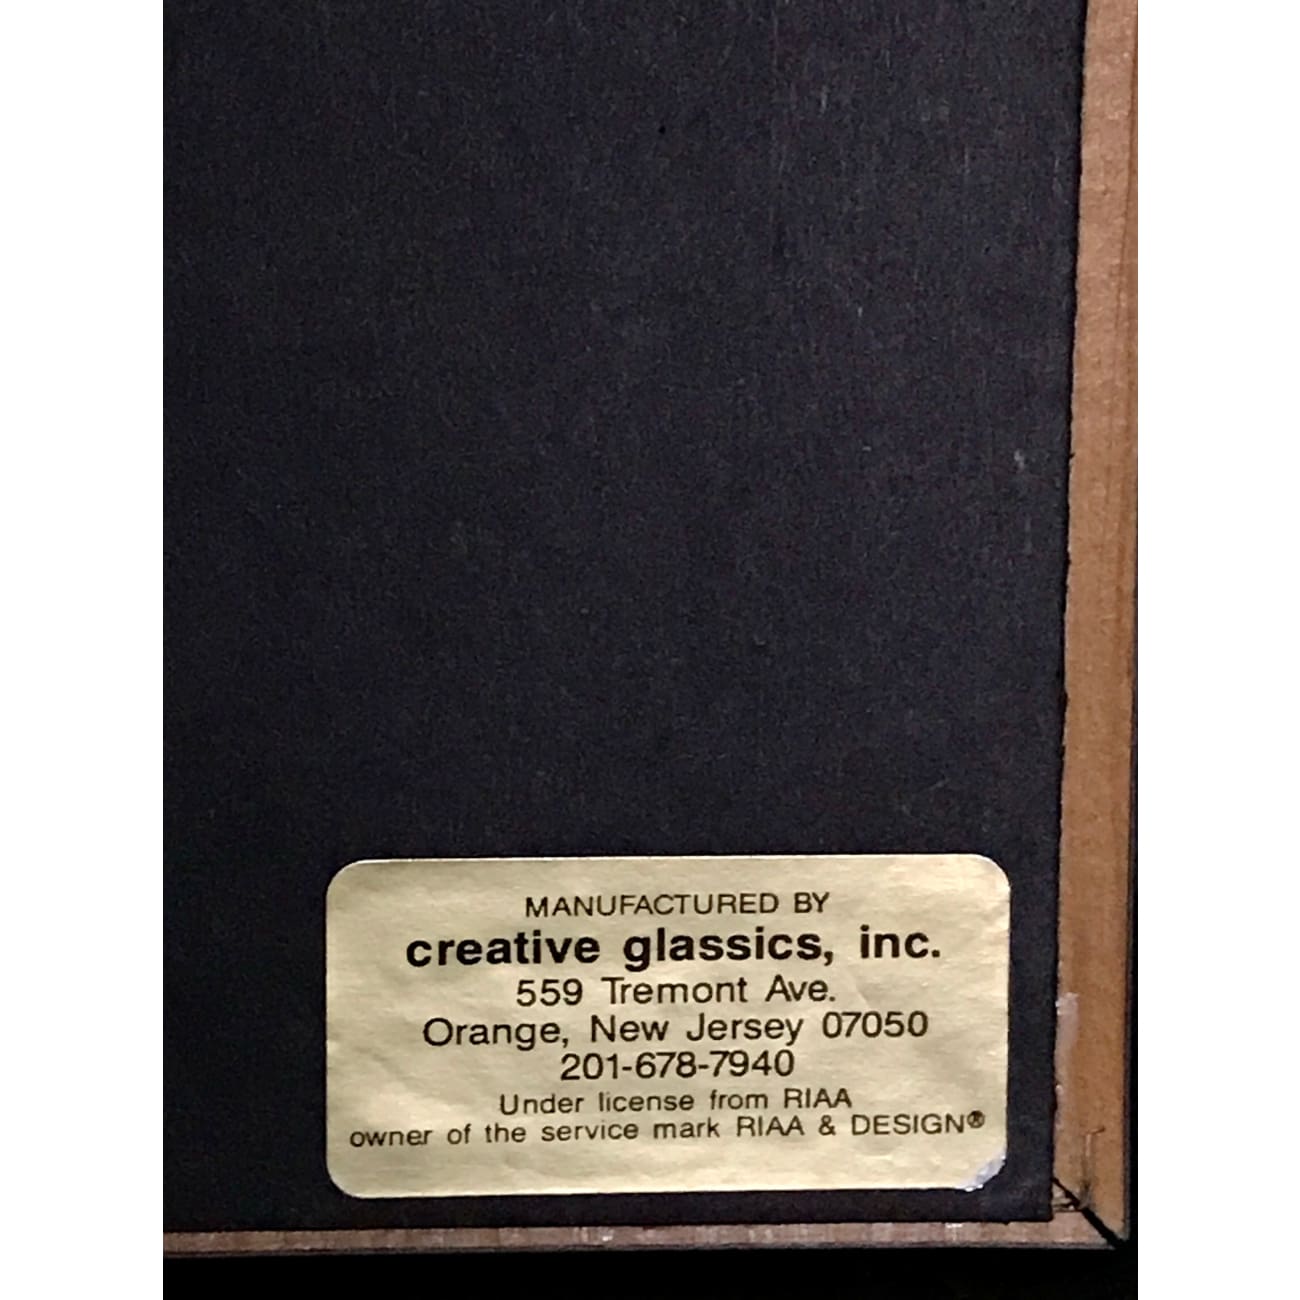 MANUFACTURED BY
creative glassics, inc.
559 Tremont Ave.
Orange, New Jersey 07050
201-678-7940
Under license from RIAA
owner of the service mark RIAA & DESIGN®